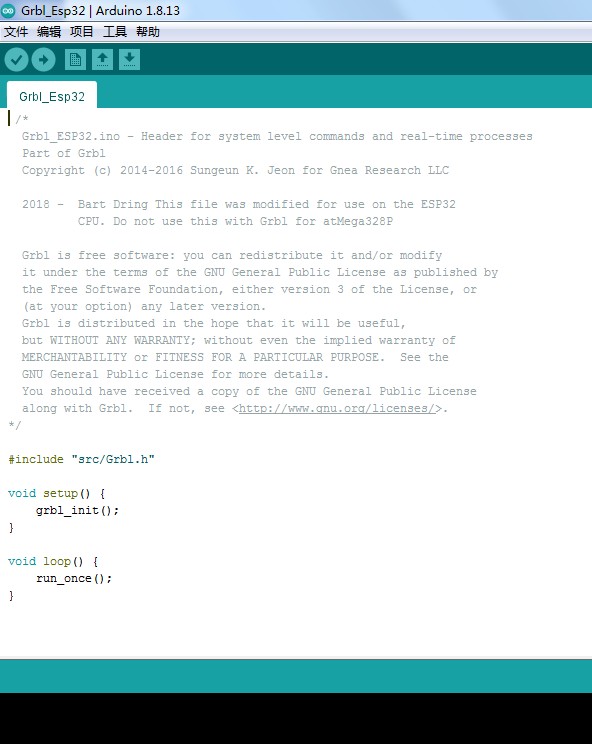 Grbl_Esp32 | Arduino 1.8.13
文件 编辑 项目 工具 帮助
Grbl_Esp32
/*
Grbl_ESP32.ino - Header for system level commands and real-time processes
Part of Grbl
Copyright (c) 2014-2016 Sungeun K. Jeon for Gnea Research LLC
2018 -  Bart Dring This file was modified for use on the ESP32
CPU. Do not use this with Grbl for atMega328P
Grbl is free software: you can redistribute it and/or modify
it under the terms of the GNU General Public License as published by
the Free Software Foundation, either version 3 of the License, or
(at your option) any later version.
Grbl is distributed in the hope that it will be useful,
but WITHOUT ANY WARRANTY; without even the implied warranty of
MERCHANTABILITY or FITNESS FOR A PARTICULAR PURPOSE.  See the
GNU General Public License for more details.
You should have received a copy of the GNU General Public License
along with Grbl.  If not, see <http://www.gnu.org/licenses/>.
*/
#include "src/Grbl.h"
void setup() {
grbl_init();
}
void loop() {
run_once();
}